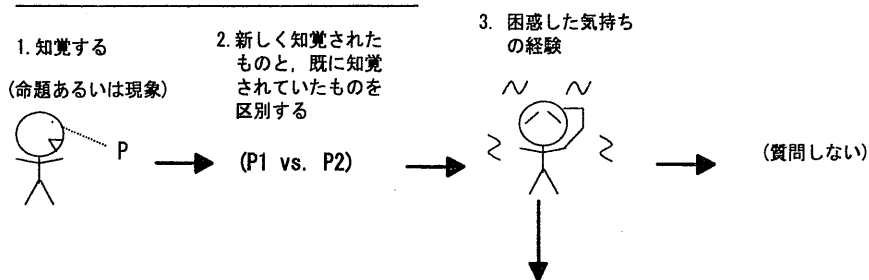 1. 知覚する
(命題あるいは現象)
P
2. 新しく知覚された
ものと, 既に知覚
されていたものを
区別する
(P1 vs. P2)
3. 困惑した気持ち
の経験
(質問しない)